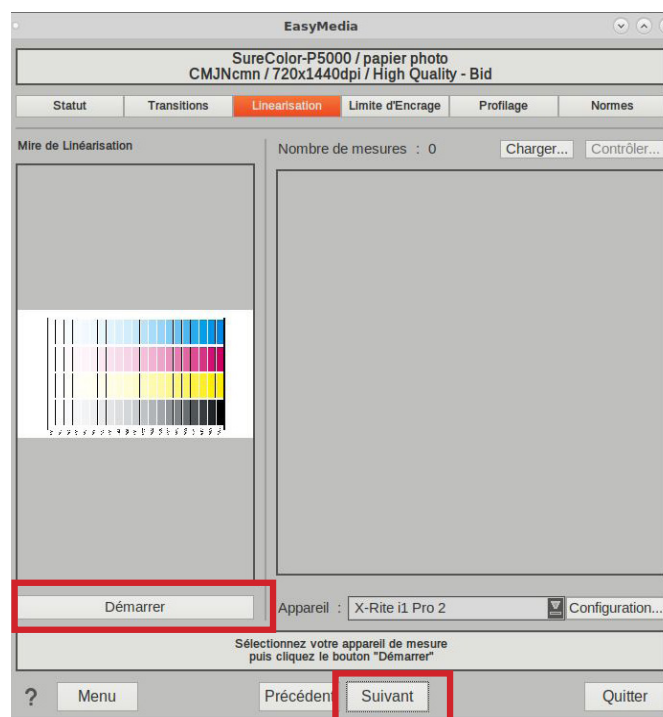 EasyMedia
SureColor-P5000 / papier photo
CMJNcmn / 720x1440dpi / High Quality - Bid
Statut
Transitions
Linearisation
Limite d'Encrage
Profilage
Normes
Mire de Linéarisation
Nombre de mesures : 0
Charger...
Contrôler...
Démarrer
Appareil : X-Rite i1 Pro 2
Configuration...
Sélectionnez votre appareil de mesure
puis cliquez le bouton "Démarrer"
? Menu
Précédent
Suivant
Quitter